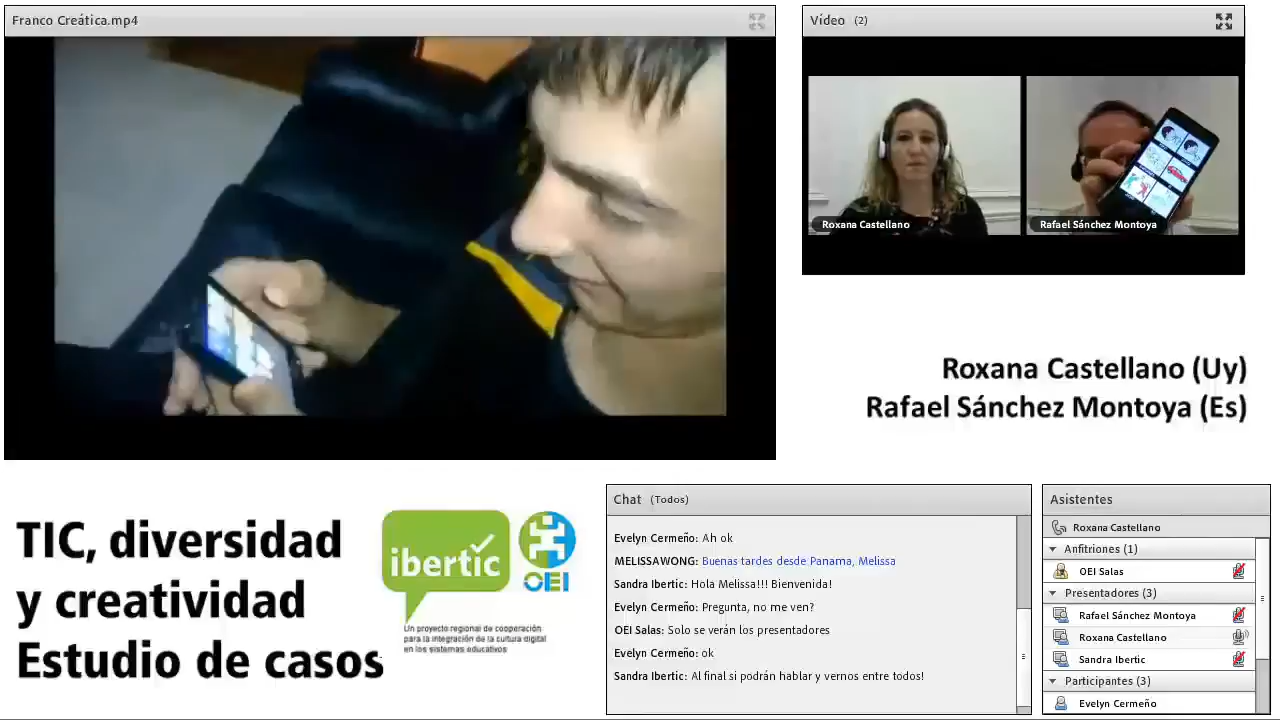 Franco Creática.mp4
Vídeo (2)
Roxana Castellano
Rafael Sánchez Montoya
Roxana Castellano (Uy)
Rafael Sánchez Montoya (Es)
TIC, diversidad
y creatividad
Estudio de casos
ibertic
OEI
Un proyecto regional de cooperación
para la integración de la cultura digital
en los sistemas educativos
Chat (Todos)
Evelyn Cermeño: Ah ok
MELISSAWONG: Buenas tardes desde Panama, Melissa
Sandra Ibertic: Hola Melissa!!! Bienvenida!
Evelyn Cermeño: Pregunta, no me ven?
OEI Salas: Solo se verán los presentadores
Evelyn Cermeño: ok
Sandra Ibertic: Al final si podrán hablar y vernos entre todos!
Asistentes
Roxana Castellano
Anfitriones (1)
OEI Salas
Presentadores (3)
Rafael Sánchez Montoya
Roxana Castellano
Sandra Ibertic
Participantes (3)
Evelyn Cermeño